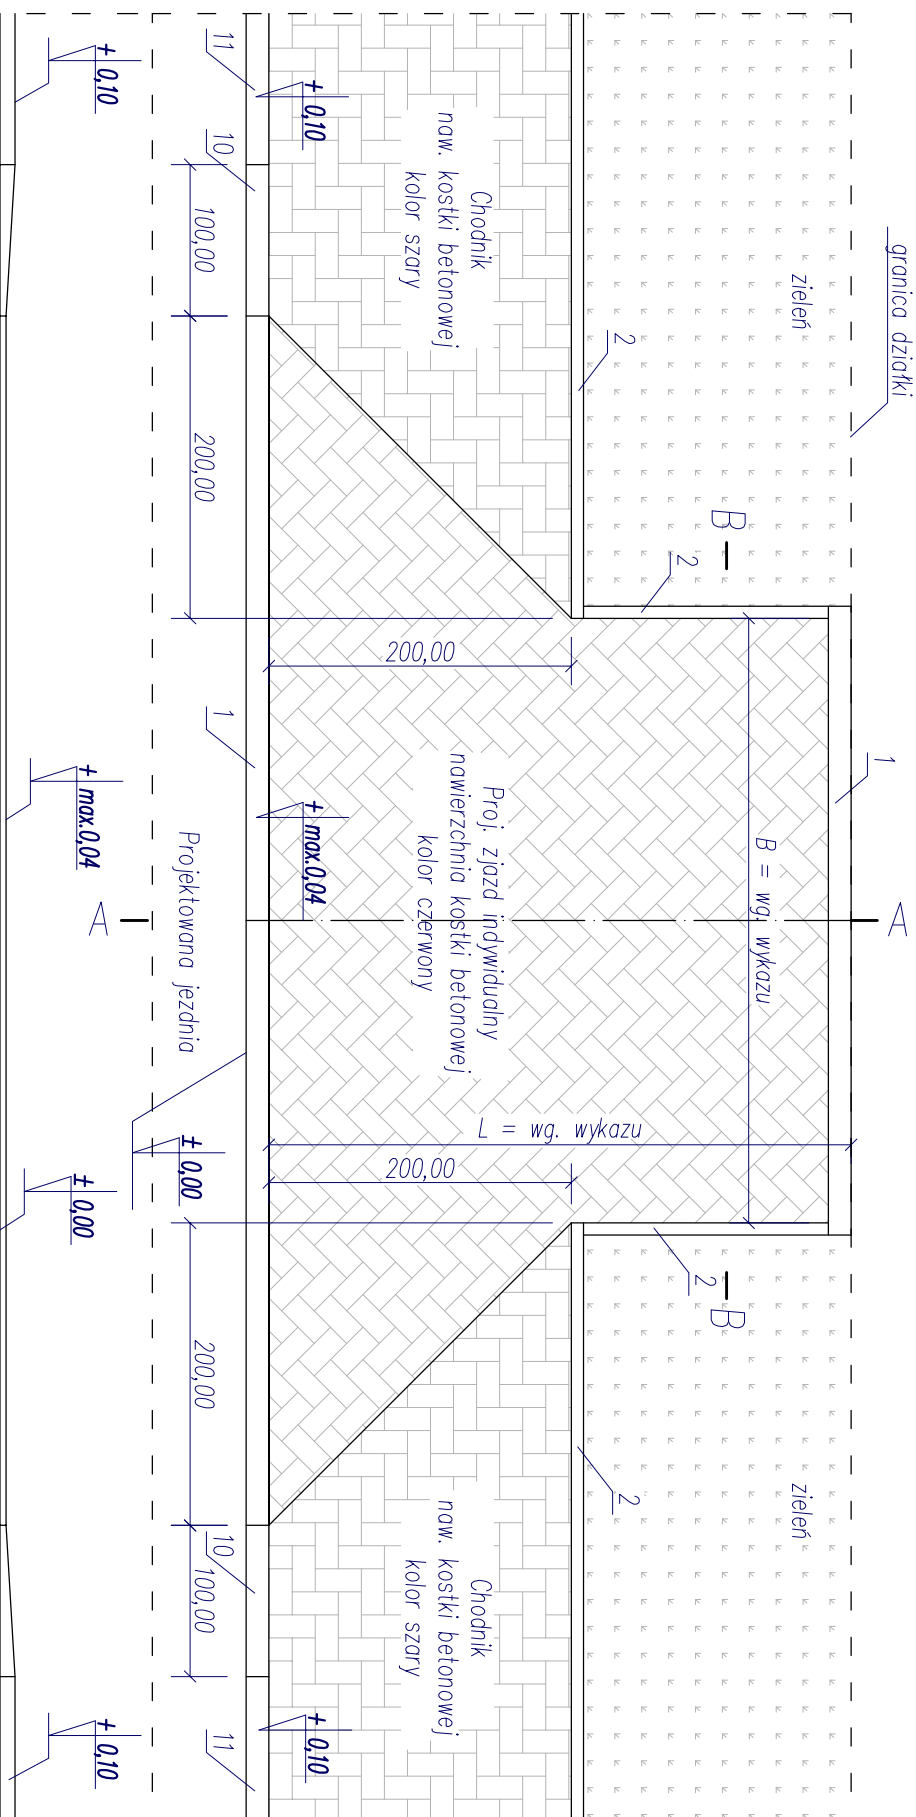 granica działki
zieleń
zieleń
B
B
2
2
2
2
1
B = wg. wykazu
A
Chodnik
naw. kostki betonowej
kolor szary
Proj. zjazd indywidualny
nawierzchnia kostki betonowej
kolor czerwony
L = wg. wykazu
200,00
200,00
Chodnik
naw. kostki betonowej
kolor szary
+ 0,10
+ max.0,04
+ 0,10
11
10
1
10
11
100,00
200,00
Projektowana jezdnia
± 0,00
200,00
100,00
A
+ 0,10
+ max.0,04
± 0,00
+ 0,10